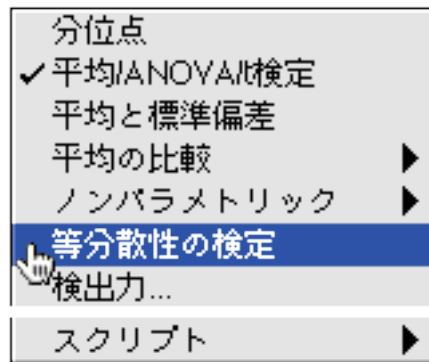 分位点
✓平均/ANOVA/t検定
平均と標準偏差
平均の比較
ノンパラメトリック
等分散性の検定
検出力...
スクリプト